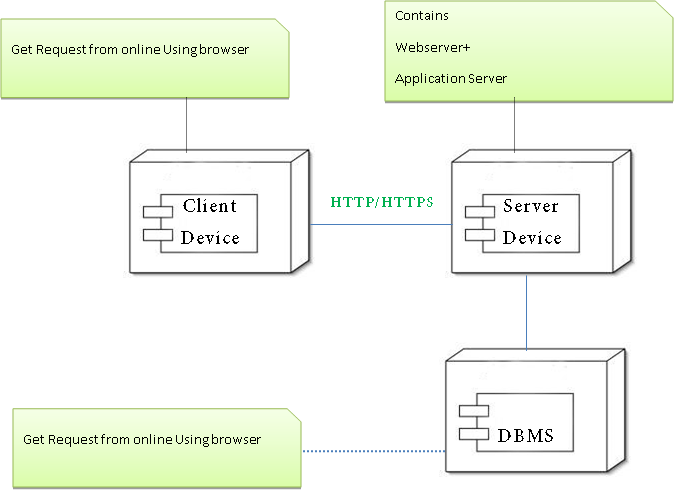 Get Request from online Using browser
Contains
Webserver+
Application Server
Client
Device
HTTP/HTTPS
Server
Device
DBMS
Get Request from online Using browser